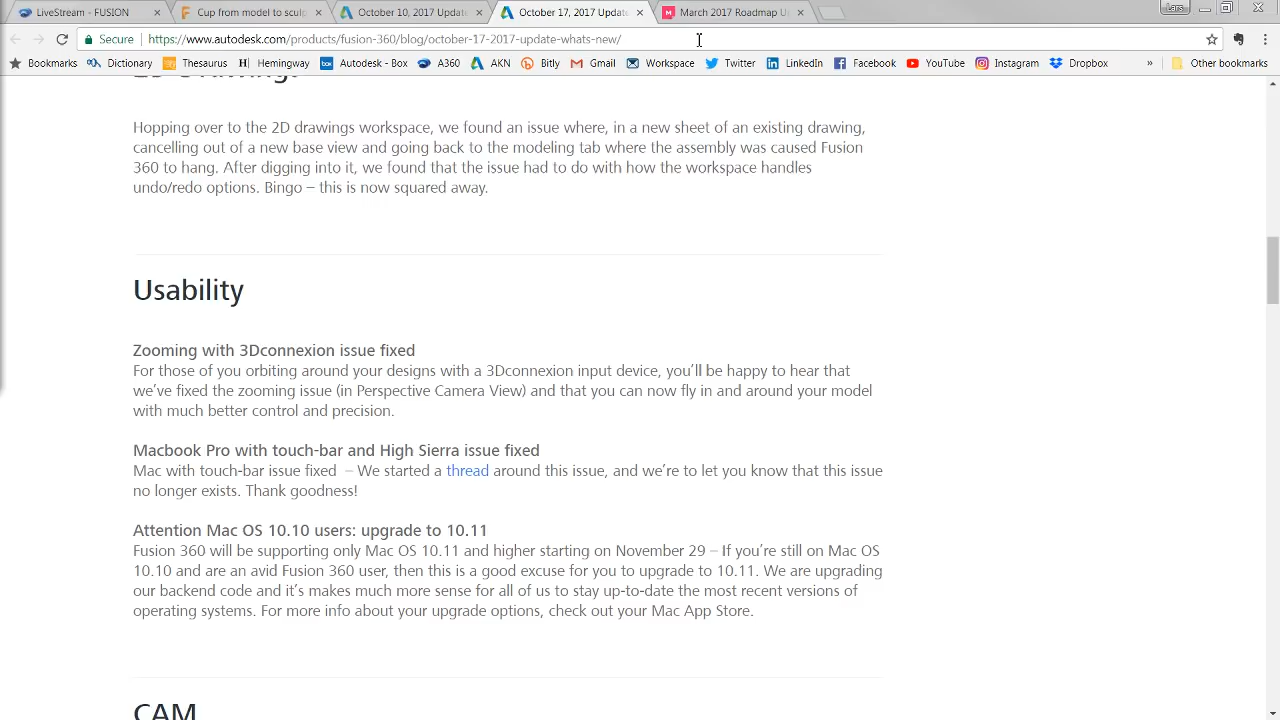 LiveStream - FUSION
Cup from model to sculp
October 10, 2017 Update
October 17, 2017 Update
March 2017 Roadmap U
Lars
Secure
https://www.autodesk.com/products/fusion-360/blog/october-17-2017-update-whats-new/
Bookmarks Dictionary Thesaurus Hemingway Autodesk - Box A360 AKN Bitly Gmail Workspace Twitter LinkedIn Facebook YouTube Instagram Dropbox » Other bookmarks
2D Drawings
Hopping over to the 2D drawings workspace, we found an issue where, in a new sheet of an existing drawing,
cancelling out of a new base view and going back to the modeling tab where the assembly was caused Fusion
360 to hang. After digging into it, we found that the issue had to do with how the workspace handles
undo/redo options. Bingo – this is now squared away.
Usability
Zooming with 3Dconnexion issue fixed
For those of you orbiting around your designs with a 3Dconnexion input device, you'll be happy to hear that
we've fixed the zooming issue (in Perspective Camera View) and that you can now fly in and around your model
with much better control and precision.
Macbook Pro with touch-bar and High Sierra issue fixed
Mac with touch-bar issue fixed – We started a thread around this issue, and we're to let you know that this issue
no longer exists. Thank goodness!
Attention Mac OS 10.10 users: upgrade to 10.11
Fusion 360 will be supporting only Mac OS 10.11 and higher starting on November 29 – If you're still on Mac OS
10.10 and are an avid Fusion 360 user, then this is a good excuse for you to upgrade to 10.11. We are upgrading
our backend code and it's makes much more sense for all of us to stay up-to-date the most recent versions of
operating systems. For more info about your upgrade options, check out your Mac App Store.
CAM